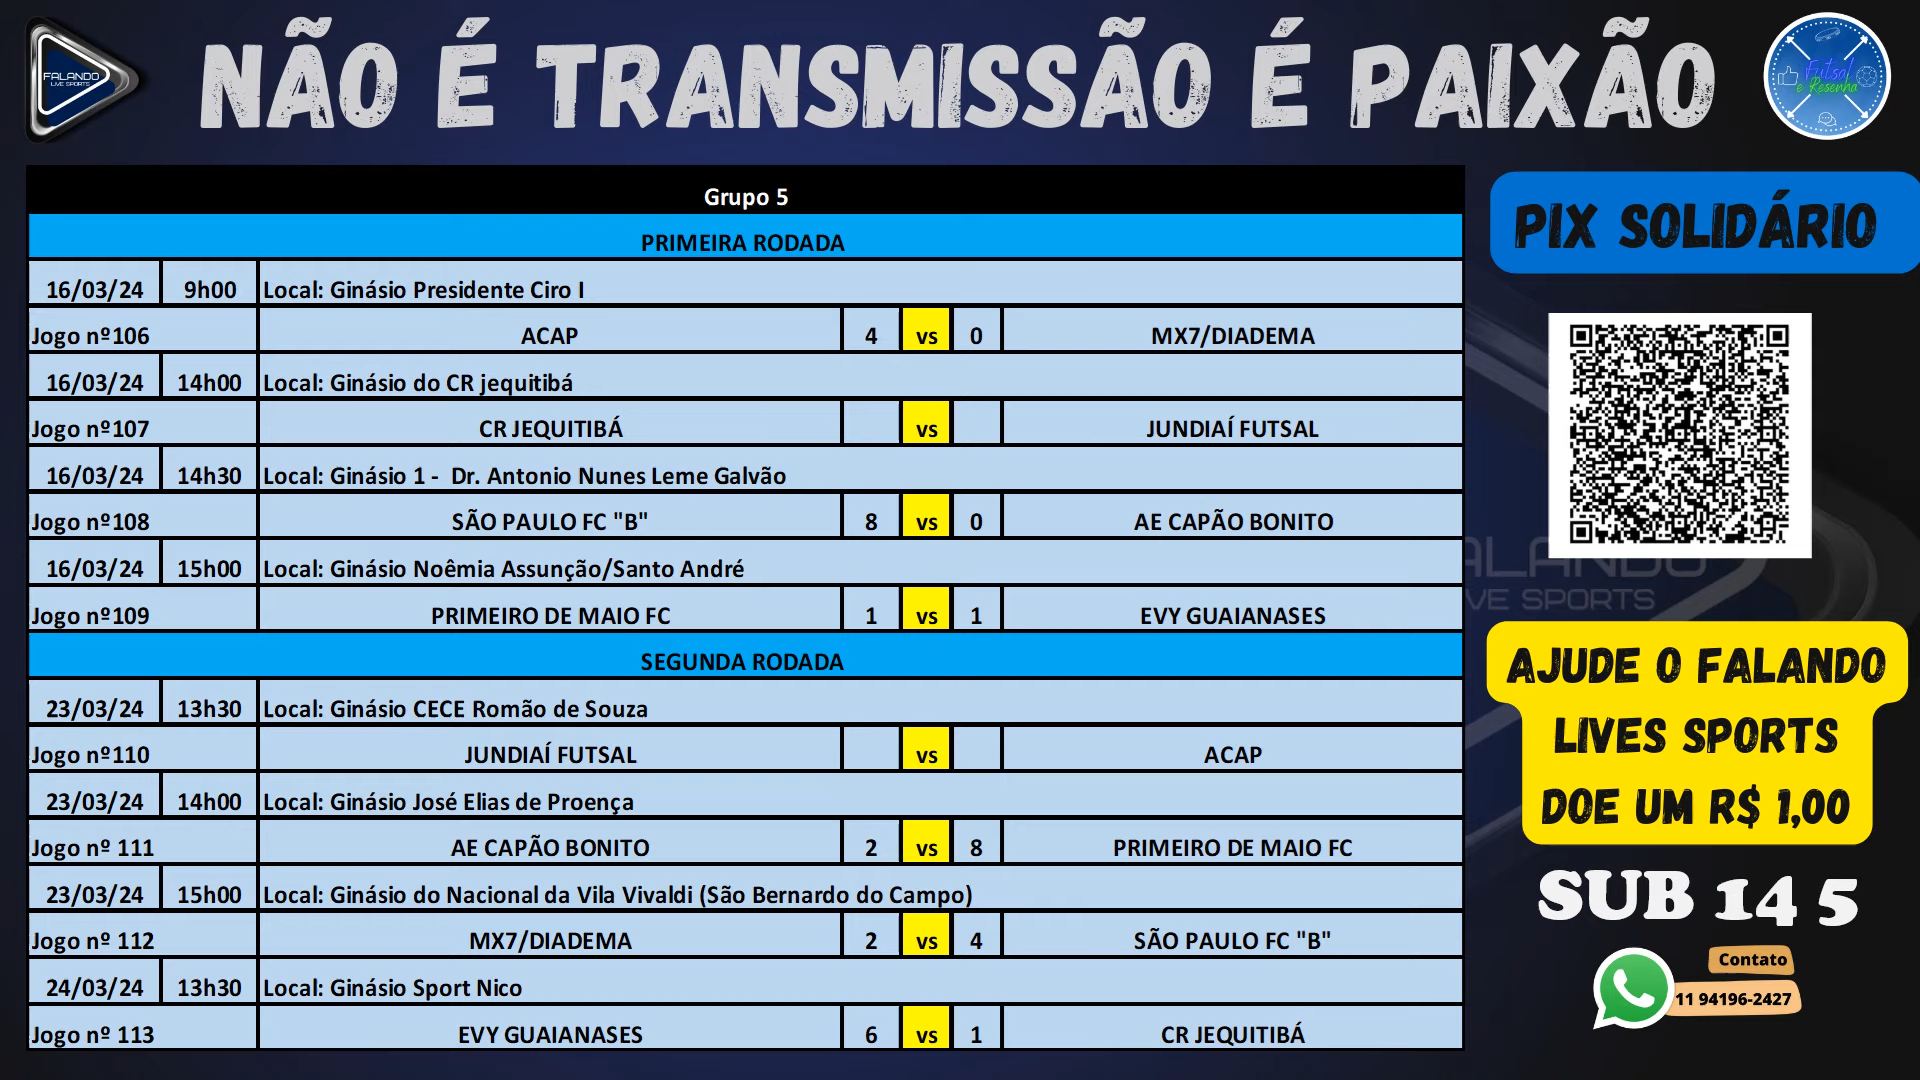 FALANDO
LIVE SPORTS
NÃO É TRANSMISSÃO É PAIXÃO
Futsal
e Resenha
Grupo 5
PRIMEIRA RODADA
16/03/24 9h00 Local: Ginásio Presidente Ciro I
Jogo nº106 ACAP 4 vs 0 MX7/DIADEMA
16/03/24 14h00 Local: Ginásio do CR jequitibá
Jogo nº107 CR JEQUITIBÁ vs JUNDIAÍ FUTSAL
16/03/24 14h30 Local: Ginásio 1 - Dr. Antonio Nunes Leme Galvão
Jogo nº108 SÃO PAULO FC "B" 8 vs 0 AE CAPÃO BONITO
16/03/24 15h00 Local: Ginásio Noêmia Assunção/Santo André
Jogo nº109 PRIMEIRO DE MAIO FC 1 vs 1 EVY GUAIANASES
SEGUNDA RODADA
23/03/24 13h30 Local: Ginásio CECE Romão de Souza
Jogo nº110 JUNDIAÍ FUTSAL vs ACAP
23/03/24 14h00 Local: Ginásio José Elias de Proença
Jogo nº 111 AE CAPÃO BONITO 2 vs 8 PRIMEIRO DE MAIO FC
23/03/24 15h00 Local: Ginásio do Nacional da Vila Vivaldi (São Bernardo do Campo)
Jogo nº 112 MX7/DIADEMA 2 vs 4 SÃO PAULO FC "B"
24/03/24 13h30 Local: Ginásio Sport Nico
Jogo nº 113 EVY GUAIANASES 6 vs 1 CR JEQUITIBÁ
PIX SOLIDÁRIO
ALANDO
VE SPORTS
AJUDE O FALANDO
LIVES SPORTS
DOE UM R$ 1,00
SUB 14 5
Contato
11 94196-2427